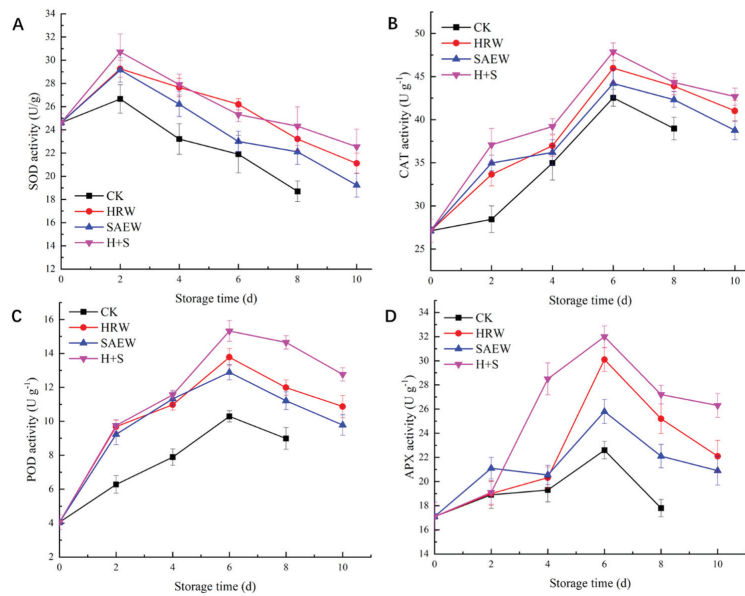 A
34
32
30
28
26
24
22
20
18
16
14
12
SOD activity (U/g)
CK
HRW
SAEW
H+S
0 2 4 6 8 10
Storage time (d)
B
50
45
40
35
30
25
CAT activity (U g⁻¹)
CK
HRW
SAEW
H+S
0 2 4 6 8 10
Storage time (d)
C
16
14
12
10
8
6
4
2
POD activity (U g⁻¹)
CK
HRW
SAEW
H+S
0 2 4 6 8 10
Storage time (d)
D
34
32
30
28
26
24
22
20
18
16
14
APX activity (U g⁻¹)
CK
HRW
SAEW
H+S
0 2 4 6 8 10
Storage time (d)